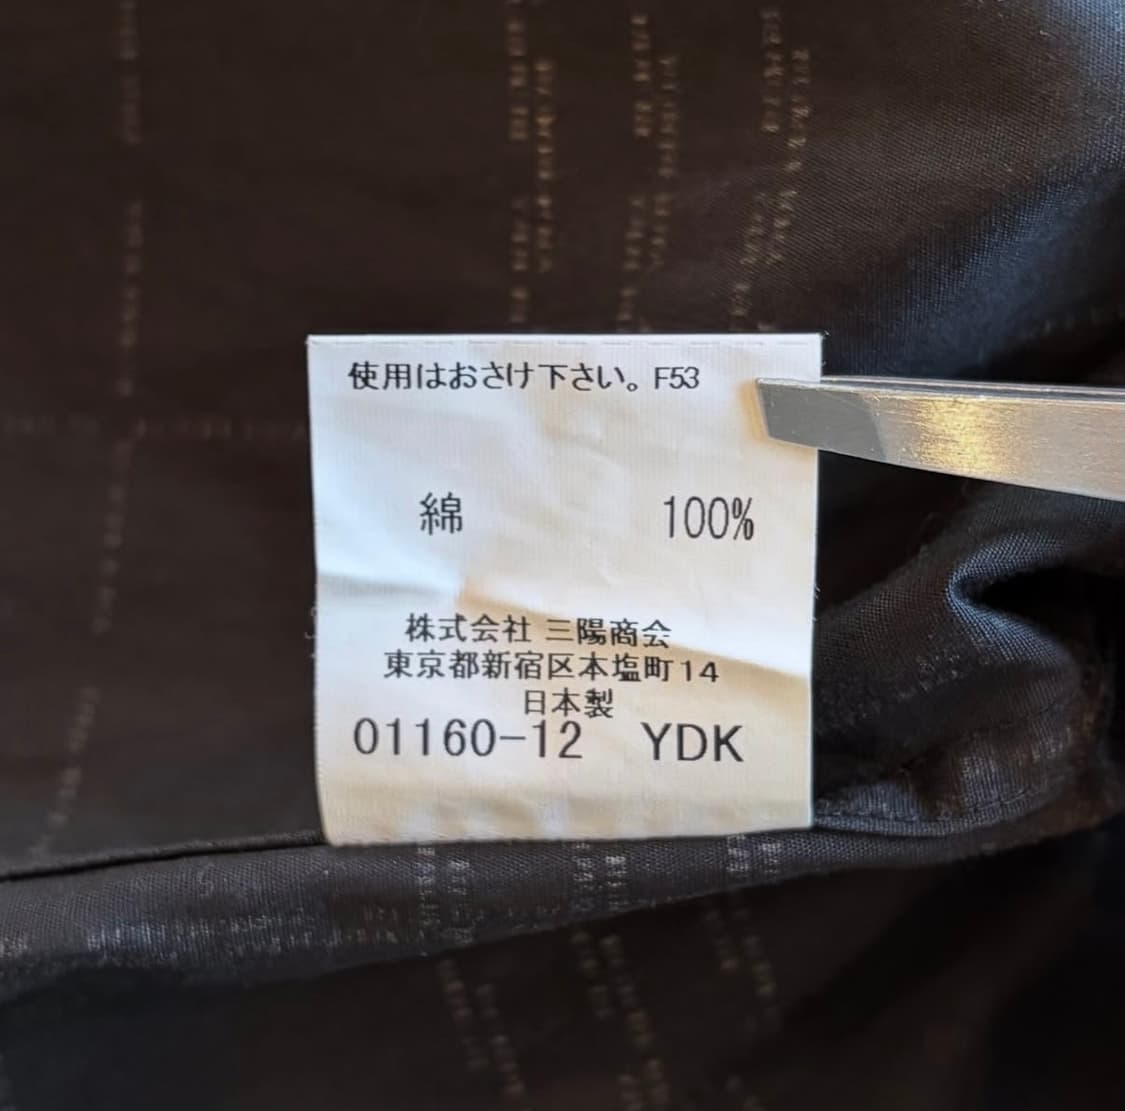 使用はおさけ下さい。F53
綿 100%
株式会社 三陽商会
東京都新宿区本塩町14
日本製
01160-12 YDK